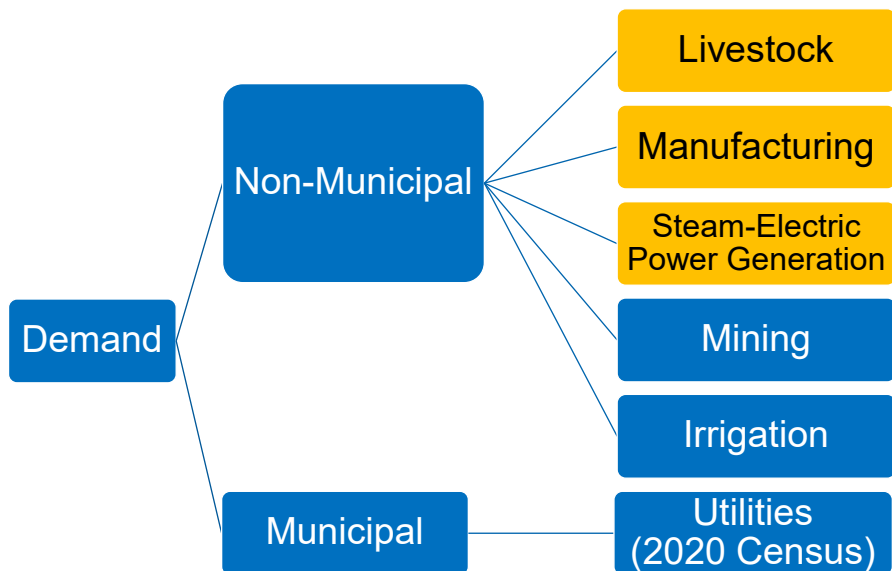 Livestock
Manufacturing
Non-Municipal
Steam-Electric
Power Generation
Demand
Mining
Irrigation
Municipal
Utilities
(2020 Census)